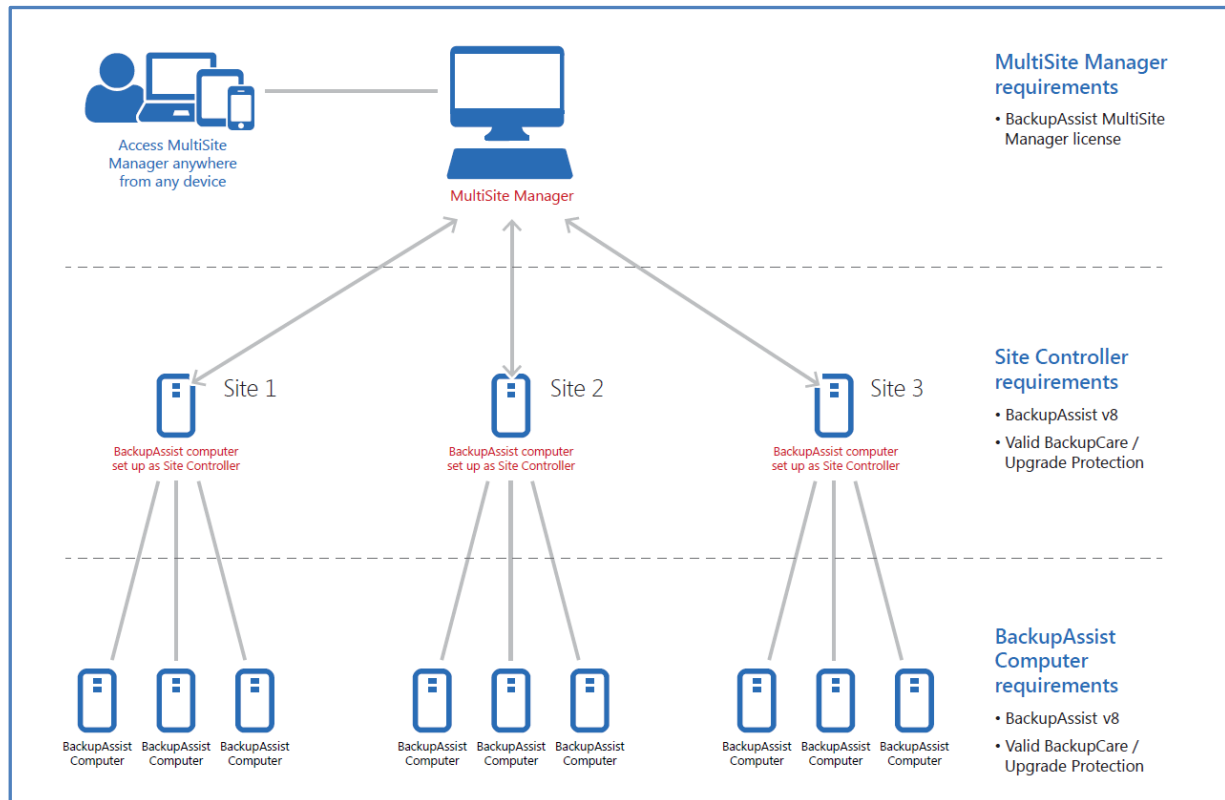 MultiSite Manager
requirements
• BackupAssist MultiSite
Manager license
Access MultiSite
Manager anywhere
from any device
MultiSite Manager
Site 1
Site 2
Site 3
Site Controller
requirements
• BackupAssist v8
• Valid BackupCare /
Upgrade Protection
BackupAssist computer
set up as Site Controller
BackupAssist computer
set up as Site Controller
BackupAssist computer
set up as Site Controller
BackupAssist
Computer
requirements
• BackupAssist v8
• Valid BackupCare /
Upgrade Protection
BackupAssist
Computer
BackupAssist
Computer
BackupAssist
Computer
BackupAssist
Computer
BackupAssist
Computer
BackupAssist
Computer
BackupAssist
Computer
BackupAssist
Computer
BackupAssist
Computer